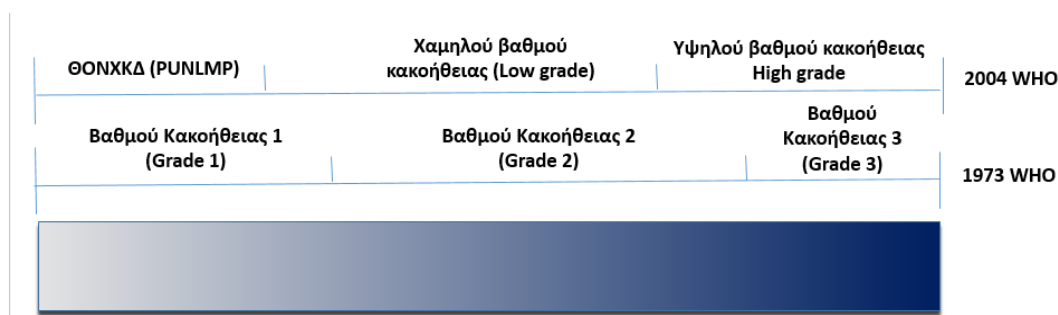 ΘΟΝΧΚΔ (PUNLMP)
Χαμηλού βαθμού
κακοήθειας (Low grade)
Υψηλού βαθμού κακοήθειας
High grade
2004 WHO
Βαθμού Κακοήθειας 1
(Grade 1)
Βαθμού Κακοήθειας 2
(Grade 2)
Βαθμού
Κακοήθειας 3
(Grade 3)
1973 WHO